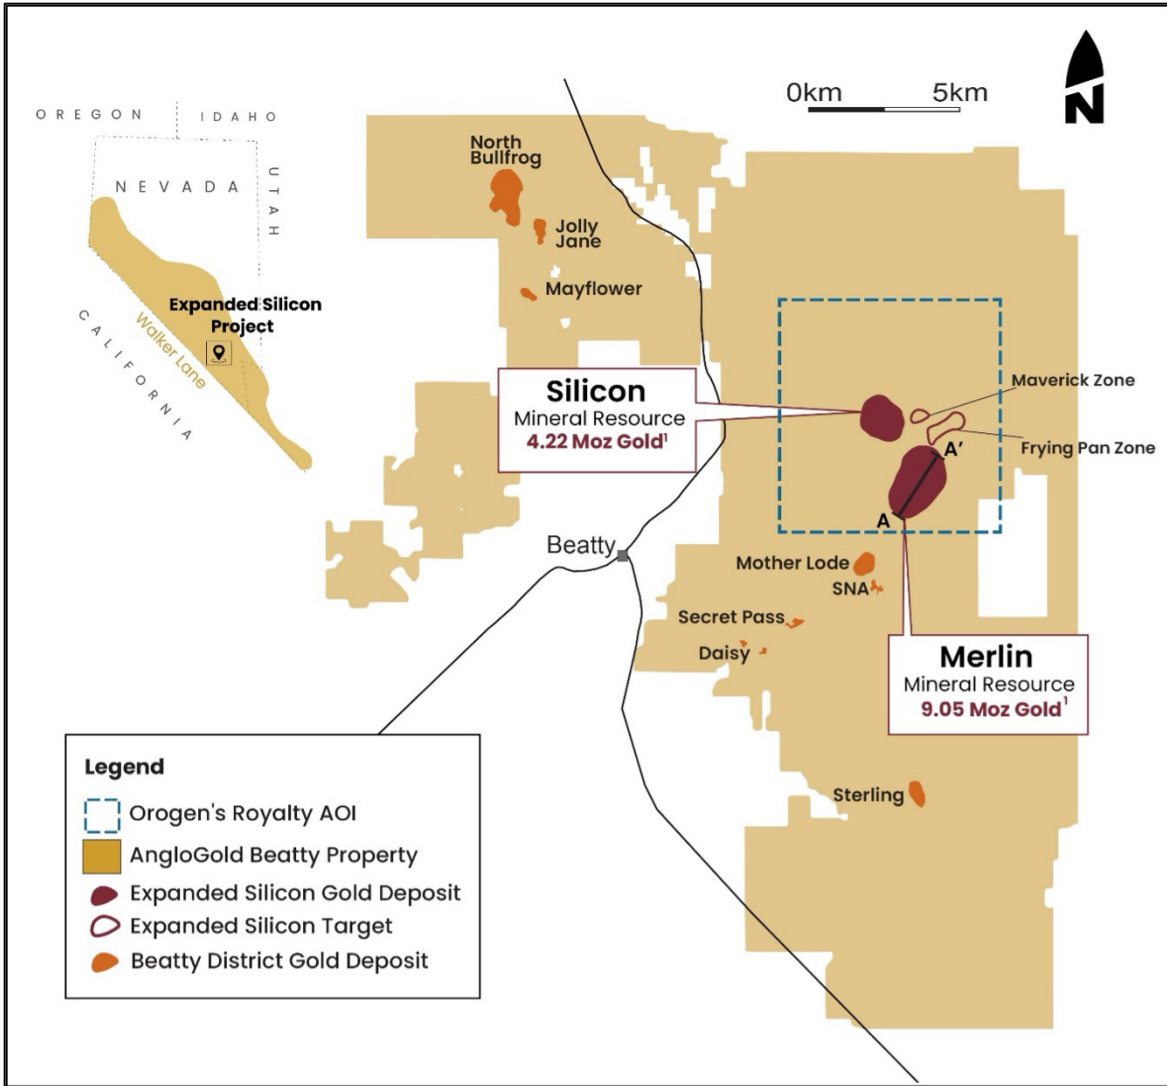 OREGON
IDAHO
NEVADA
UTAH
CALIFORNIA
Walker Lane
Expanded Silicon
Project
0km
5km
N
North
Bullfrog
Jolly
Jane
Mayflower
Silicon
Mineral Resource
4.22 Moz Gold¹
Maverick Zone
Frying Pan Zone
A'
A
Beatty
Mother Lode
SNA
Secret Pass
Daisy
Merlin
Mineral Resource
9.05 Moz Gold¹
Sterling
Legend
Orogen's Royalty AOI
AngloGold Beatty Property
Expanded Silicon Gold Deposit
Expanded Silicon Target
Beatty District Gold Deposit